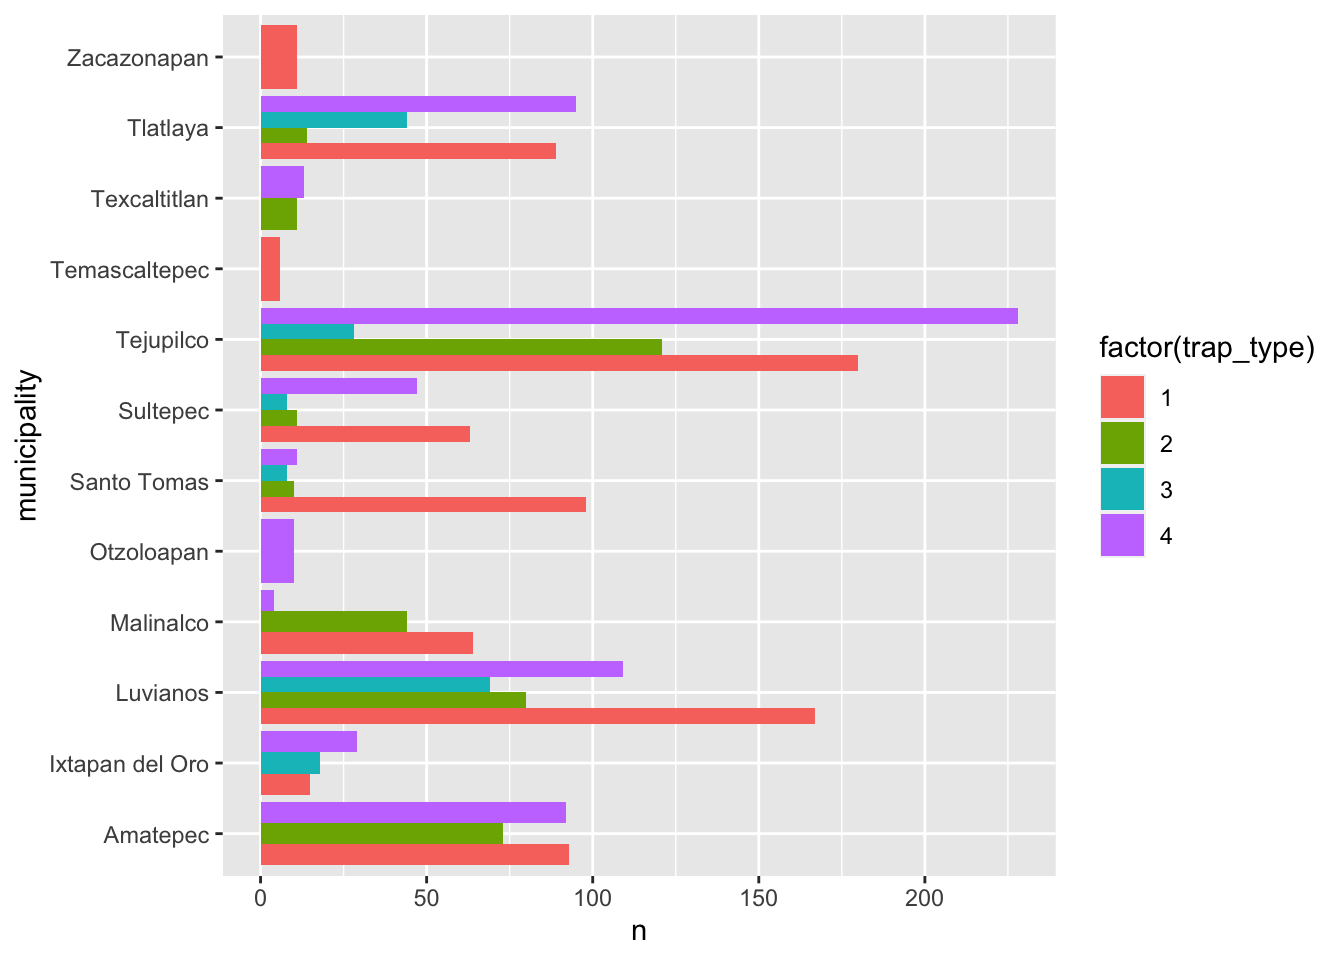 Zacazonapan
Tlatlaya
Texcaltitlan
Temascaltepec
Tejupilco
Sultepec
Santo Tomas
Otzoloapan
Malinalco
Luvianos
Ixtapan del Oro
Amatepec
municipality
0 50 100 150 200
n
factor(trap_type)
1
2
3
4